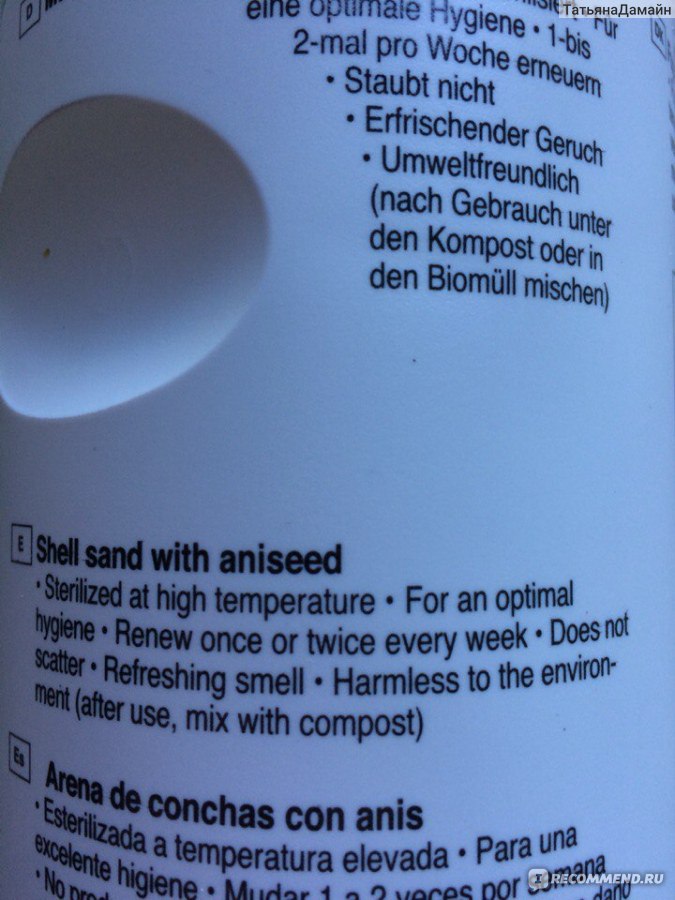 ТатьянаДамайн
D
eine optimale Hygiene • 1-bis
2-mal pro Woche erneuern
• Staubt nicht
• Erfrischender Geruch
• Umweltfreundlich
(nach Gebrauch unter
den Kompost oder in
den Biomüll mischen)
E Shell sand with aniseed
• Sterilized at high temperature • For an optimal
hygiene • Renew once or twice every week • Does not
scatter • Refreshing smell • Harmless to the environ-
ment (after use, mix with compost)
Es Arena de conchas con anis
• Esterilizada a temperatura elevada • Para una
excelente higiene • Mudar 1 a 2 veces por semana
• No
IRECOMMEND.RU